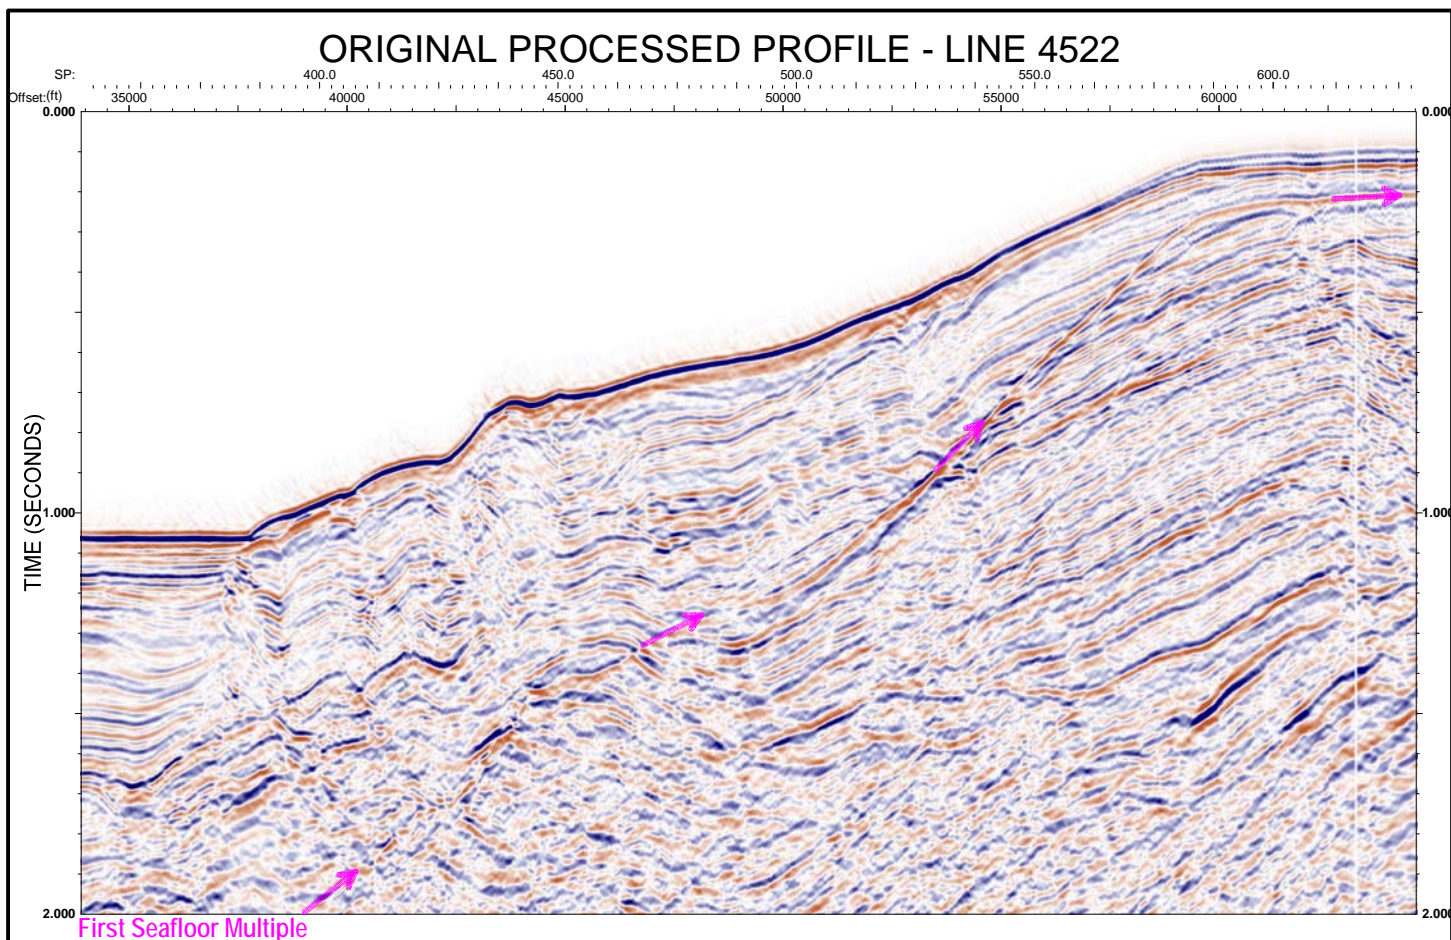 ORIGINAL PROCESSED PROFILE - LINE 4522
SP: 400.0 450.0 500.0 550.0 600.0
Offset:(ft) 35000 40000 45000 50000 55000 60000
0.000 0.000
TIME (SECONDS)
1.000 1.000
2.000 2.000
First Seafloor Multiple